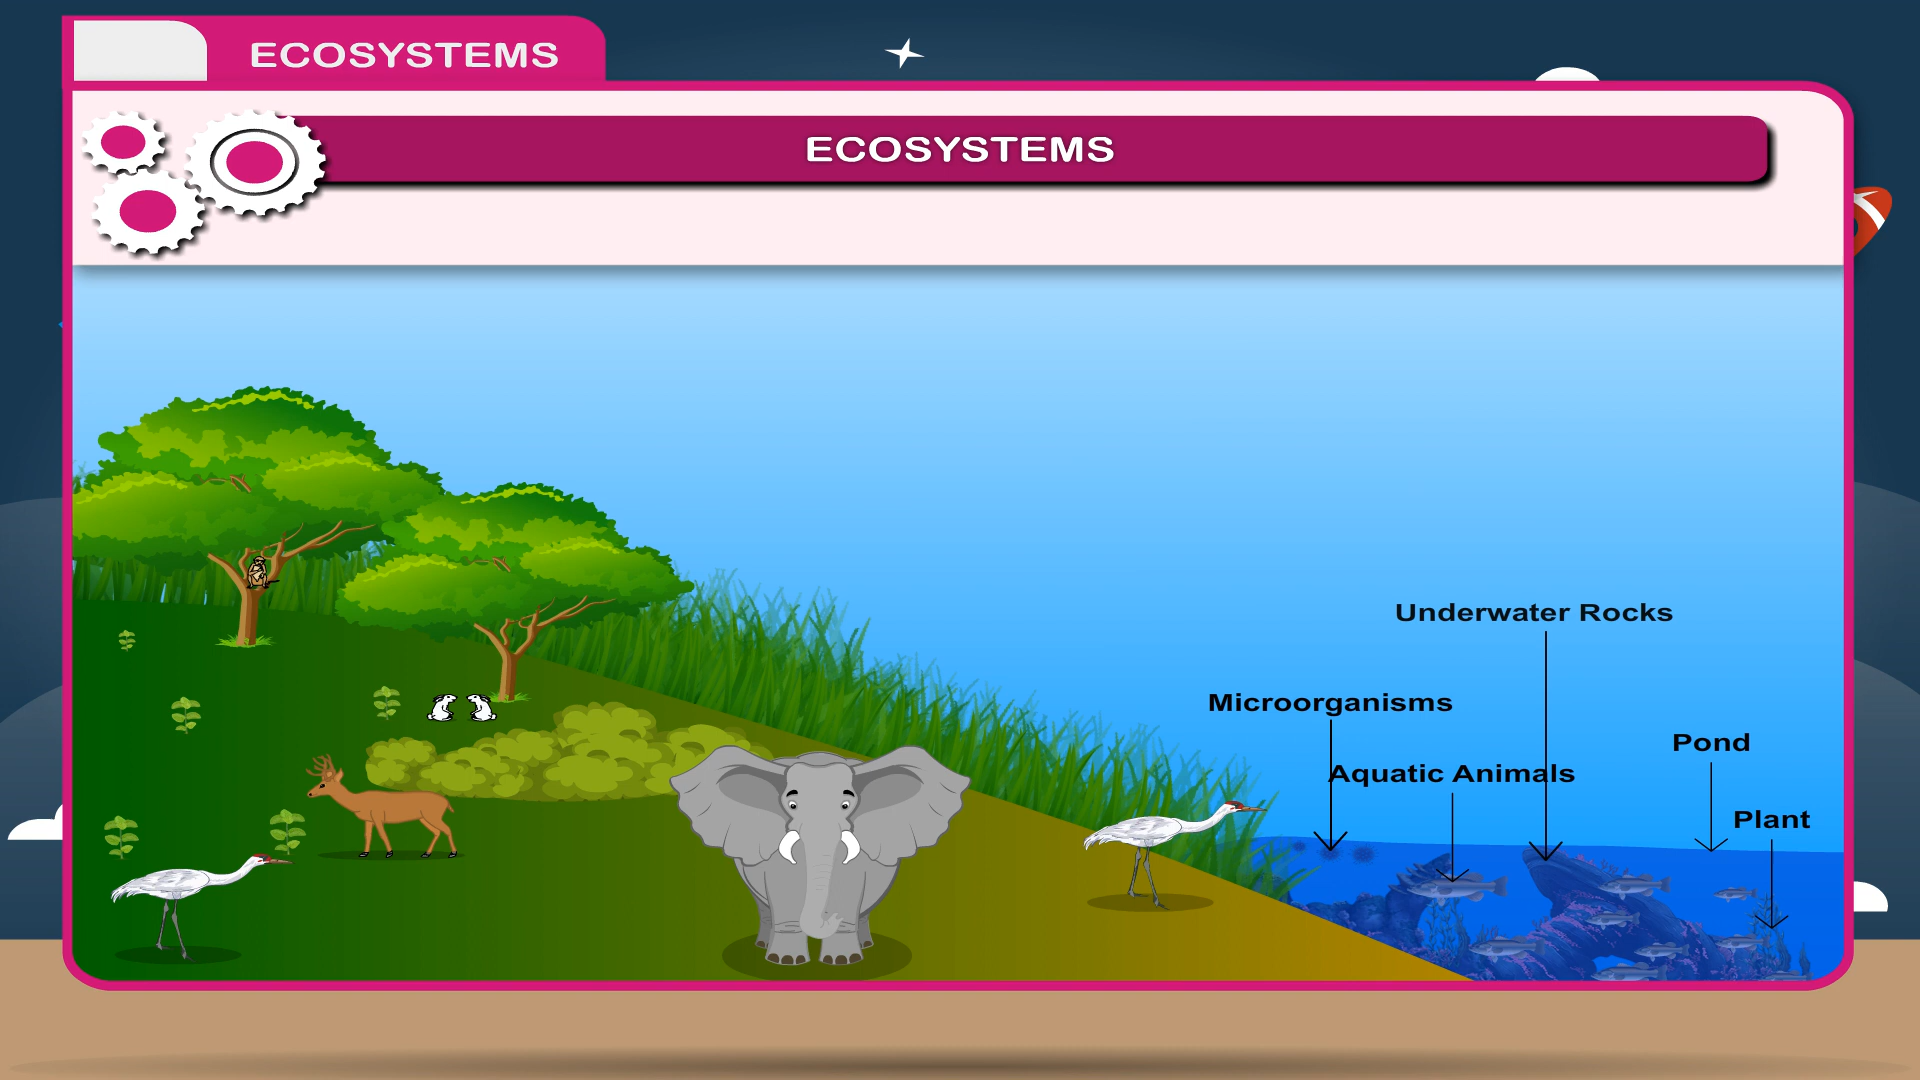 ECOSYSTEMS
ECOSYSTEMS
Underwater Rocks
Microorganisms
Pond
Aquatic Animals
Plant